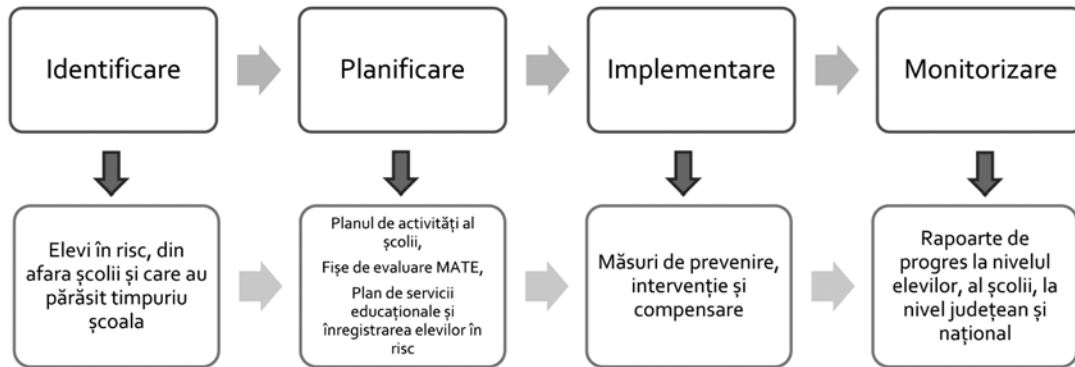 Identificare
Planificare
Implementare
Monitorizare
Elevi în risc, din
afara școlii și care au
părăsit timpuriu
școala
Planul de activități al
școlii,
Fișe de evaluare MATE,
Plan de servicii
educaționale și
înregistrarea elevilor în
risc
Măsuri de prevenire,
intervenție și
compensare
Rapoarte de
progres la nivelul
elevilor, al școlii, la
nivel județean și
național